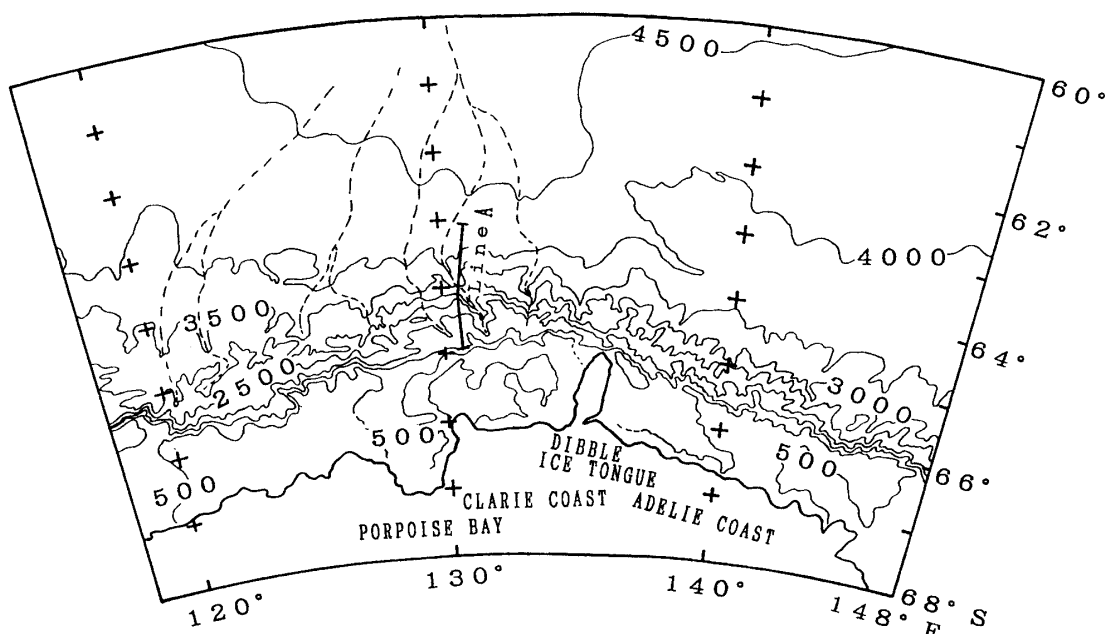 4500
60°
62°
Line A
4000
3500
64°
2500
3000
500
500
500
66°
DIBBLE
ICE TONGUE
CLARIE COAST
ADELIE COAST
PORPOISE BAY
120°
130°
140°
148° E
68° S